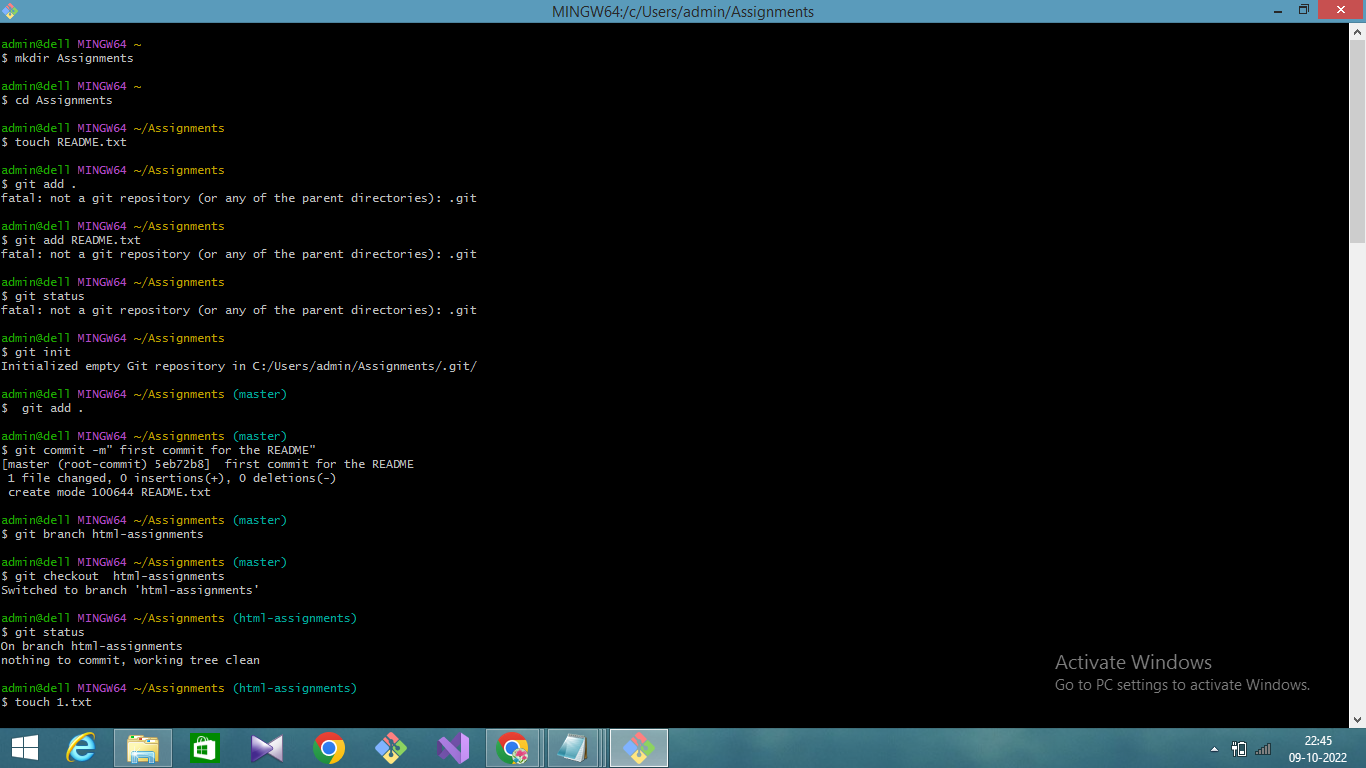 MINGW64:/c/Users/admin/Assignments
admin@dell MINGW64 ~
$ mkdir Assignments
admin@dell MINGW64 ~
$ cd Assignments
admin@dell MINGW64 ~/Assignments
$ touch README.txt
admin@dell MINGW64 ~/Assignments
$ git add .
fatal: not a git repository (or any of the parent directories): .git
admin@dell MINGW64 ~/Assignments
$ git add README.txt
fatal: not a git repository (or any of the parent directories): .git
admin@dell MINGW64 ~/Assignments
$ git status
fatal: not a git repository (or any of the parent directories): .git
admin@dell MINGW64 ~/Assignments
$ git init
Initialized empty Git repository in C:/Users/admin/Assignments/.git/
admin@dell MINGW64 ~/Assignments (master)
$  git add .
admin@dell MINGW64 ~/Assignments (master)
$ git commit -m" first commit for the README"
[master (root-commit) 5eb72b8]  first commit for the README
 1 file changed, 0 insertions(+), 0 deletions(-)
 create mode 100644 README.txt
admin@dell MINGW64 ~/Assignments (master)
$ git branch html-assignments
admin@dell MINGW64 ~/Assignments (master)
$ git checkout  html-assignments
Switched to branch 'html-assignments'
admin@dell MINGW64 ~/Assignments (html-assignments)
$ git status
On branch html-assignments
nothing to commit, working tree clean
admin@dell MINGW64 ~/Assignments (html-assignments)
$ touch 1.txt
Activate Windows
Go to PC settings to activate Windows.
22:45
09-10-2022